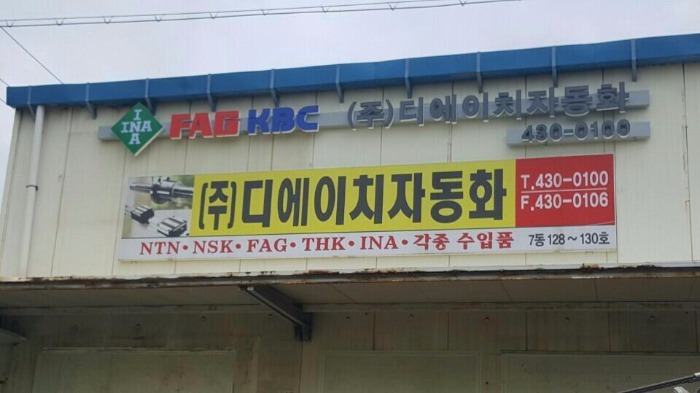 INA INA FAG KBC (주)디에이치자동화
430-0100
(주)디에이치자동화
T.430-0100
F.430-0106
NTN·NSK·FAG·THK·INA·각종 수입품 7동128~130호